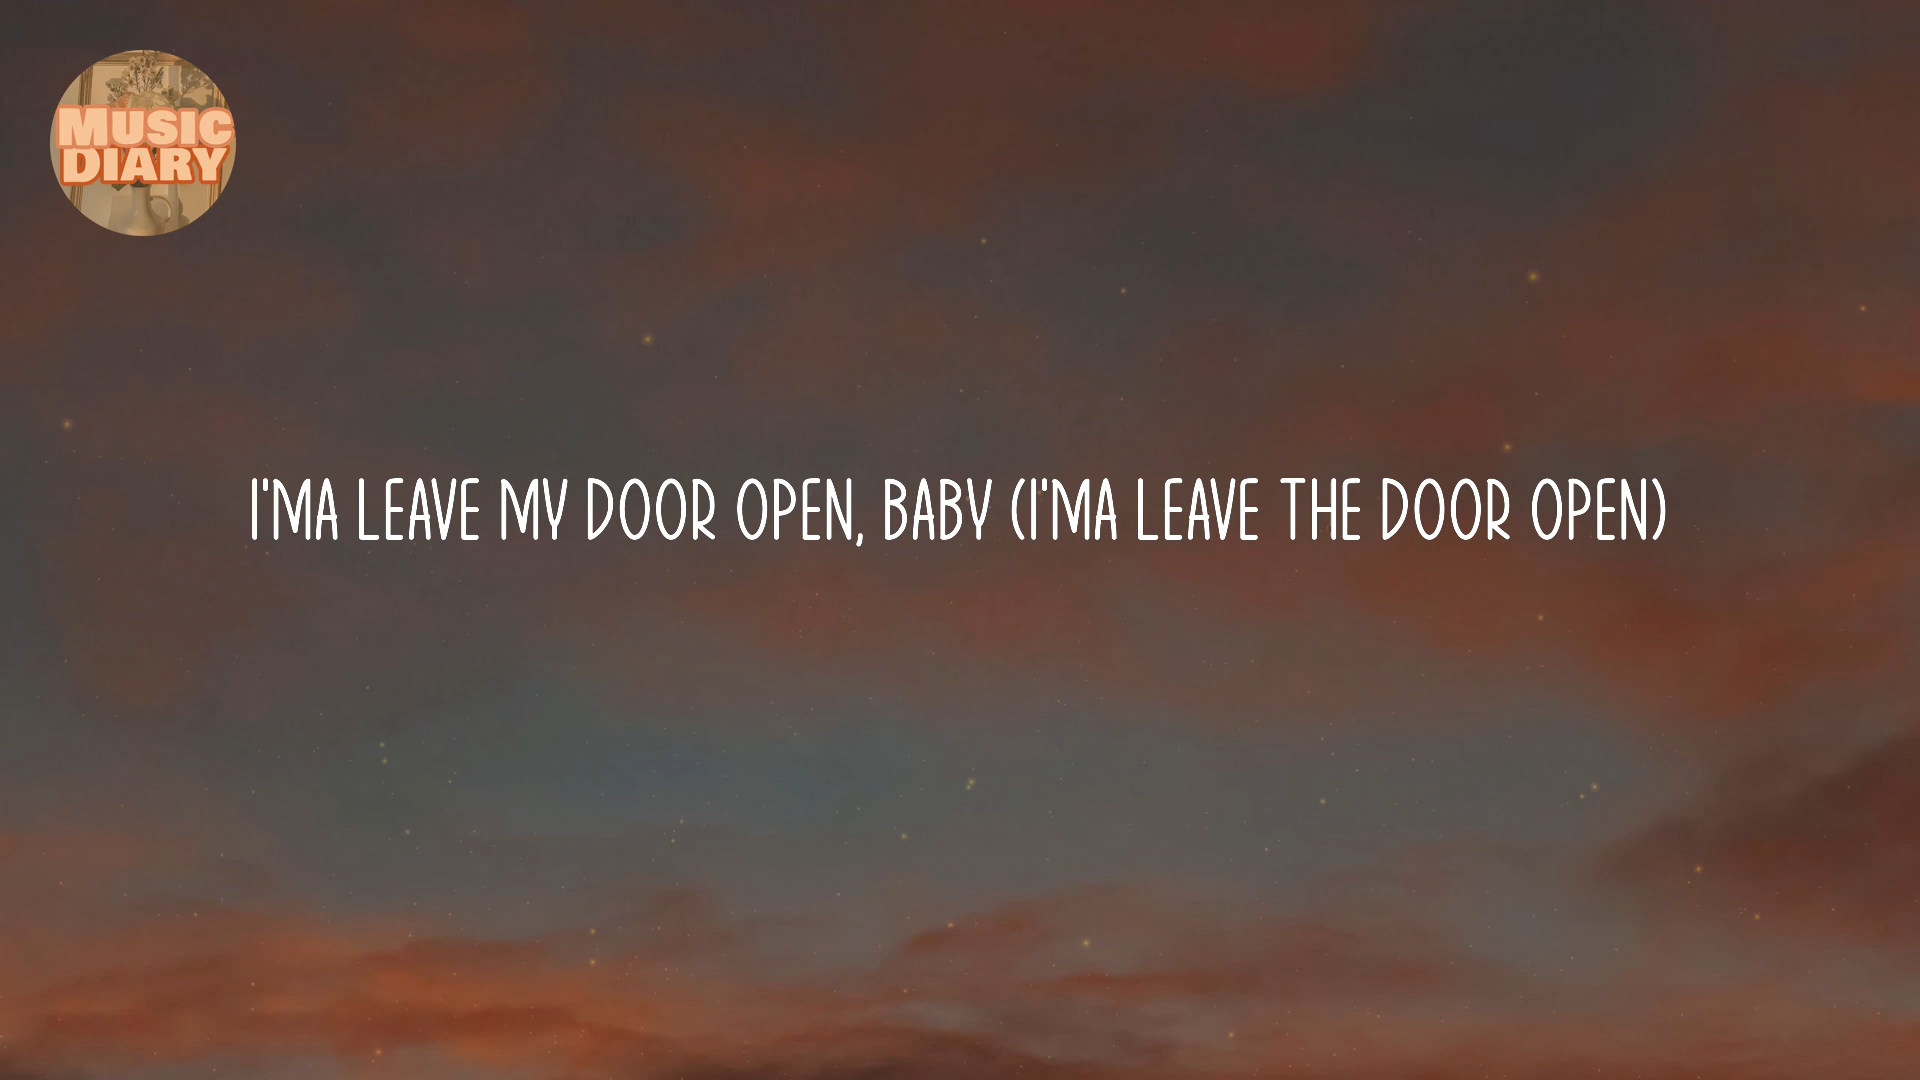 MUSIC
DIARY
I'MA LEAVE MY DOOR OPEN, BABY (I'MA LEAVE THE DOOR OPEN)